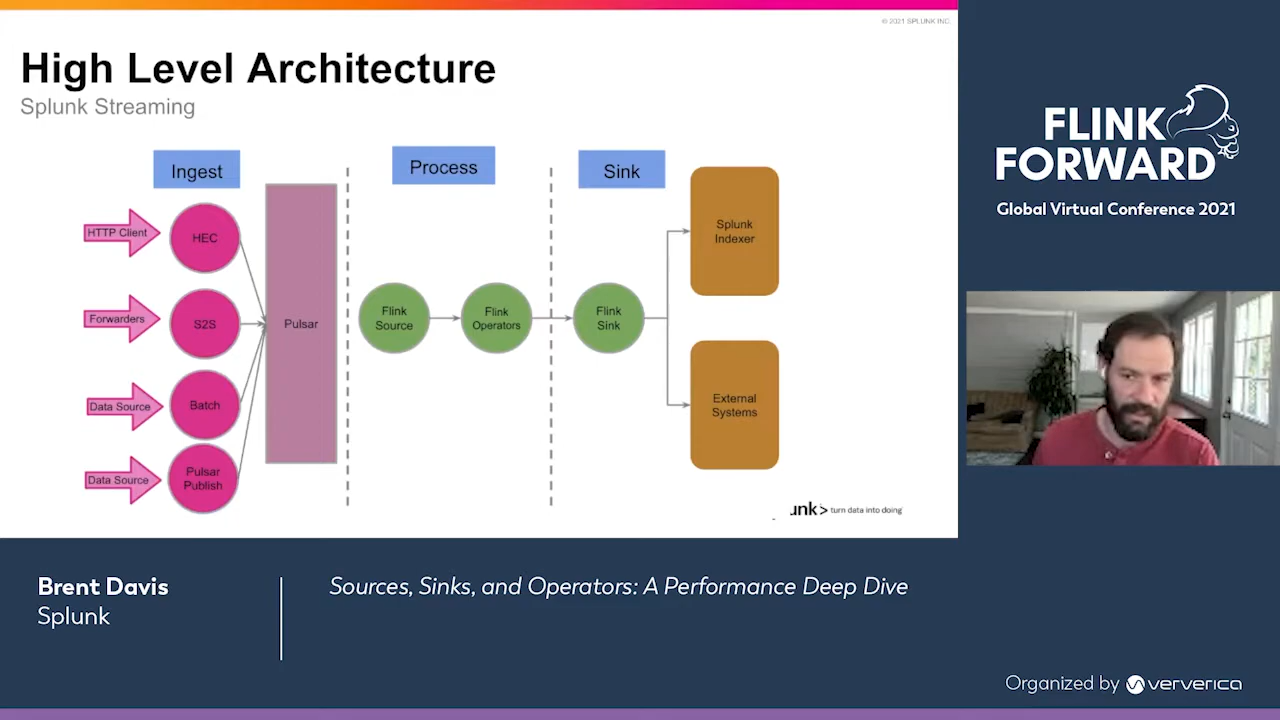 © 2021 SPLUNK INC.
High Level Architecture
Splunk Streaming
Ingest
Process
Sink
HTTP Client
HEC
Forwarders
S2S
Data Source
Batch
Data Source
Pulsar
Publish
Pulsar
Flink
Source
Flink
Operators
Flink
Sink
Splunk
Indexer
External
Systems
unk> turn data into doing
FLINK
FORWARD
Global Virtual Conference 2021
Brent Davis
Splunk
Sources, Sinks, and Operators: A Performance Deep Dive
Organized by ververica